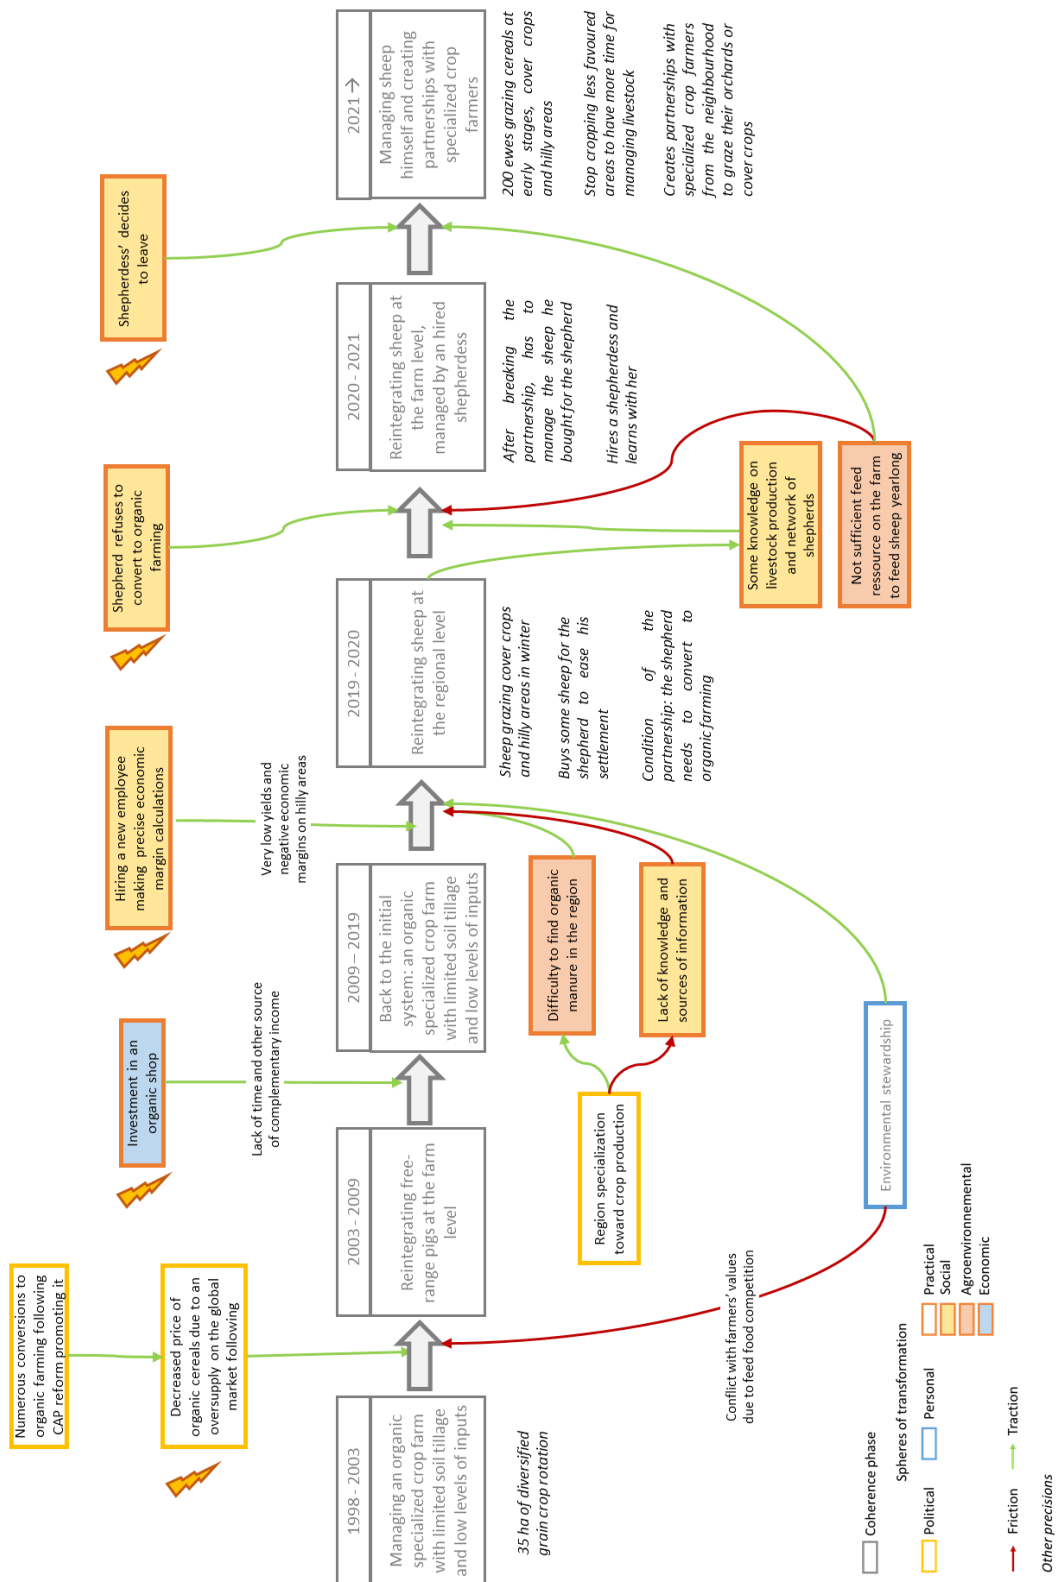 Numerous conversions to
organic farming following
CAP reform promoting it
Decreased price of
organic cereals due to an
oversupply on the global
market following
Investment in an
organic shop
Lack of time and other source
of complementary income
Hiring a new employee
making precise economic
margin calculations
Very low yields and
negative economic
margins on hilly areas
Shepherd refuses to
convert to organic
farming
Shepherdess' decides
to leave
1998 - 2003
Managing an organic
specialized crop farm
with limited soil tillage
and low levels of inputs
35 ha of diversified
grain crop rotation
2003 - 2009
Reintegrating free-
range pigs at the farm
level
2009 – 2019
Back to the initial
system: an organic
specialized crop farm
with limited soil tillage
and low levels of inputs
2019 - 2020
Reintegrating sheep at
the regional level
Sheep grazing cover crops
and hilly areas in winter
Buys some sheep for the
shepherd to ease his
settlement
Condition of the
partnership: the shepherd
needs to convert to
organic farming
2020 - 2021
Reintegrating sheep at
the farm level,
managed by an hired
shepherdess
After breaking the
partnership, has to
manage the sheep he
bought for the shepherd
Hires a shepherdess and
learns with her
2021 →
Managing sheep
himself and creating
partnerships with
specialized crop
farmers
200 ewes grazing cereals at
early stages, cover crops
and hilly areas
Stop cropping less favoured
areas to have more time for
managing livestock
Creates partnerships with
specialized crop farmers
from the neighbourhood
to graze their orchards or
cover crops
Region specialization
toward crop production
Difficulty to find organic
manure in the region
Lack of knowledge and
sources of information
Some knowledge on
livestock production
and network of
shepherds
Not sufficient feed
ressource on the farm
to feed sheep yearlong
Conflict with farmers' values
due to feed food competition
Environmental stewardship
Coherence phase
Spheres of transformation
Political
Personal
Practical
Social
Agroenvironnemental
Economic
Friction
Traction
Other precisions